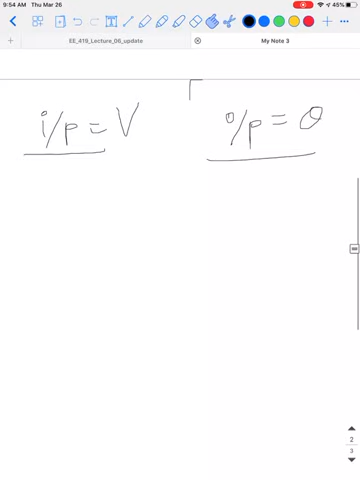 9:54 AM Thu Mar 26
45%
EE_419_Lecture_06_update
My Note 3
i/p = V
o/p = θ
2
3